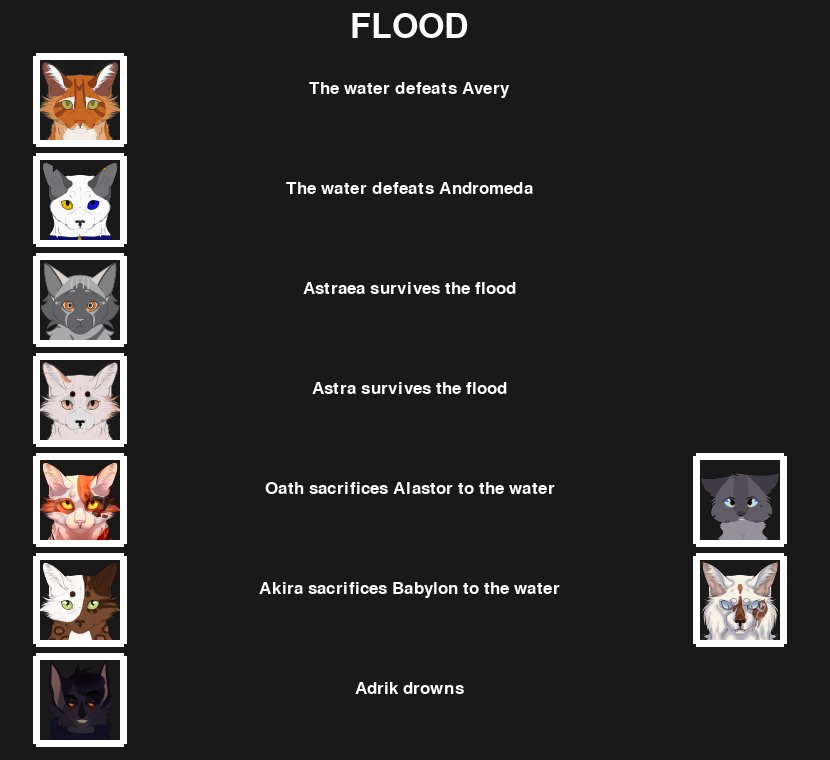 FLOOD
The water defeats Avery
The water defeats Andromeda
Astraea survives the flood
Astra survives the flood
Oath sacrifices Alastor to the water
Akira sacrifices Babylon to the water
Adrik drowns